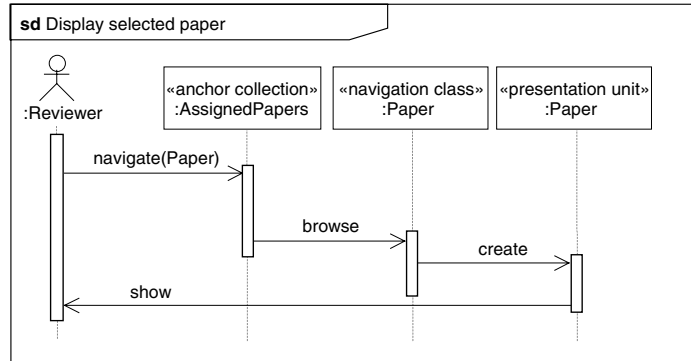 sd Display selected paper
:Reviewer
«anchor collection»
:AssignedPapers
«navigation class»
:Paper
«presentation unit»
:Paper
navigate(Paper)
browse
create
show